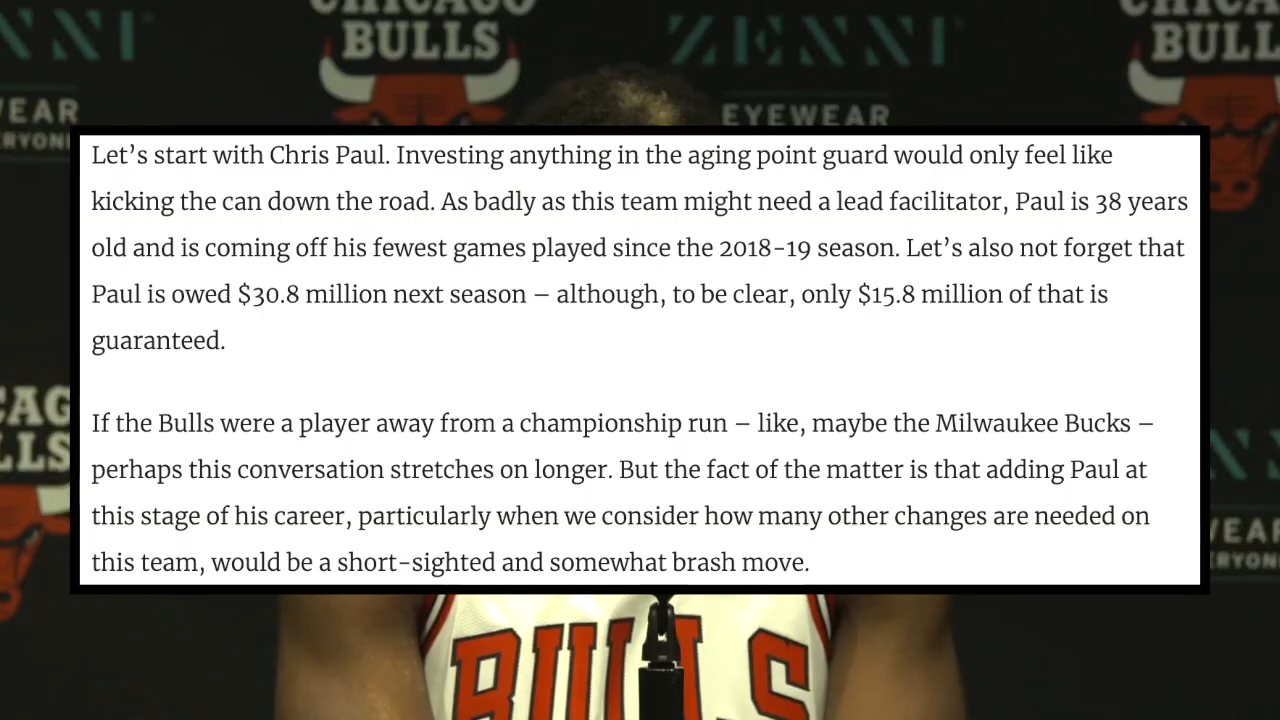 ENNI
CHICAGO
BULLS
ZENNI
CHICAGO
BULLS
EWEAR
EYEWEAR
ERYONE
Let’s start with Chris Paul. Investing anything in the aging point guard would only feel like
kicking the can down the road. As badly as this team might need a lead facilitator, Paul is 38 years
old and is coming off his fewest games played since the 2018-19 season. Let’s also not forget that
Paul is owed $30.8 million next season – although, to be clear, only $15.8 million of that is
guaranteed.
If the Bulls were a player away from a championship run – like, maybe the Milwaukee Bucks –
perhaps this conversation stretches on longer. But the fact of the matter is that adding Paul at
this stage of his career, particularly when we consider how many other changes are needed on
this team, would be a short-sighted and somewhat brash move.
BULLS